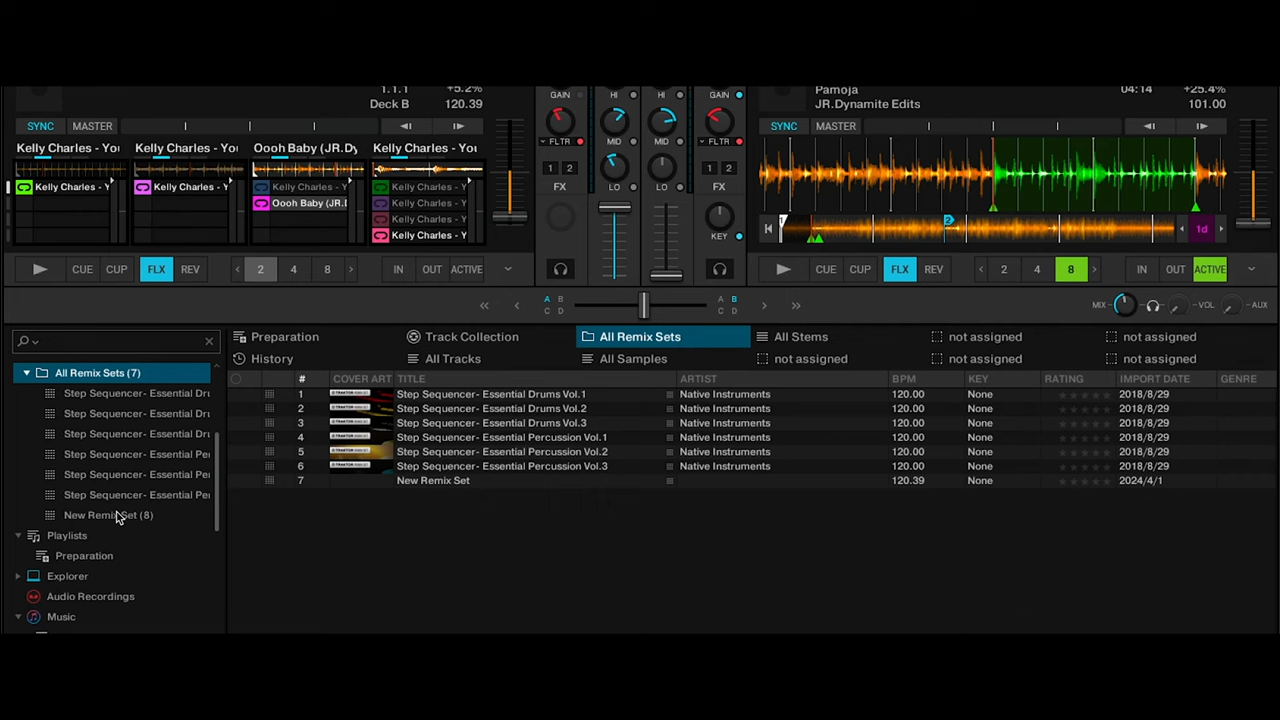 1.1.1 +5.2%
Deck B 120.39
SYNC MASTER
Kelly Charles - You Kelly Charles - Yo Oooh Baby (JR.Dy Kelly Charles - Yo
Kelly Charles - Y Kelly Charles - Y Kelly Charles - Y Kelly Charles - Y
Oooh Baby (JR.D Kelly Charles - Y
Kelly Charles - Y
Kelly Charles - Y
CUE CUP FLX REV 2 4 8 IN OUT ACTIVE
GAIN HI HI GAIN
FLTR MID MID FLTR
1 2 1 2
FX LO LO FX
KEY
Pamoja 04:14 +25.4%
JR.Dynamite Edits 101.00
SYNC MASTER
1 2 1d
CUE CUP FLX REV 2 4 8 IN OUT ACTIVE
A B A B
C D C D
MIX VOL AUX
Preparation Track Collection All Remix Sets All Stems not assigned not assigned
History All Tracks All Samples not assigned not assigned not assigned
All Remix Sets (7)
Step Sequencer- Essential Dru
Step Sequencer- Essential Dru
Step Sequencer- Essential Dru
Step Sequencer- Essential Per
Step Sequencer- Essential Per
Step Sequencer- Essential Per
New Remix Set (8)
Playlists
Preparation
Explorer
Audio Recordings
Music
# COVER ART TITLE ARTIST BPM KEY RATING IMPORT DATE GENRE
1 Step Sequencer- Essential Drums Vol.1 Native Instruments 120.00 None 2018/8/29
2 Step Sequencer- Essential Drums Vol.2 Native Instruments 120.00 None 2018/8/29
3 Step Sequencer- Essential Drums Vol.3 Native Instruments 120.00 None 2018/8/29
4 Step Sequencer- Essential Percussion Vol.1 Native Instruments 120.00 None 2018/8/29
5 Step Sequencer- Essential Percussion Vol.2 Native Instruments 120.00 None 2018/8/29
6 Step Sequencer- Essential Percussion Vol.3 Native Instruments 120.00 None 2018/8/29
7 New Remix Set 120.39 None 2024/4/1